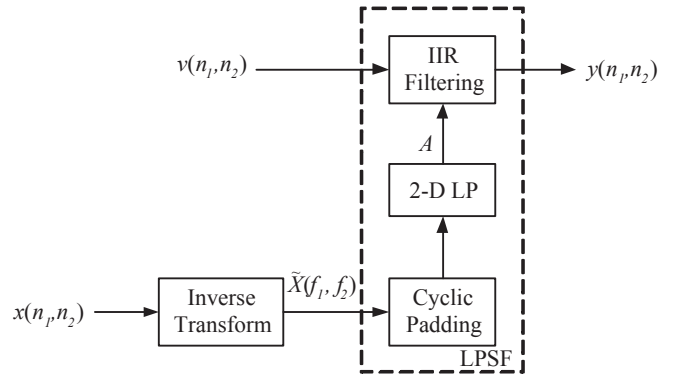 v(n₁,n₂)
IIR
Filtering
y(n₁,n₂)
A
2-D LP
x(n₁,n₂)
Inverse
Transform
X̃(f₁, f₂)
Cyclic
Padding
LPSF